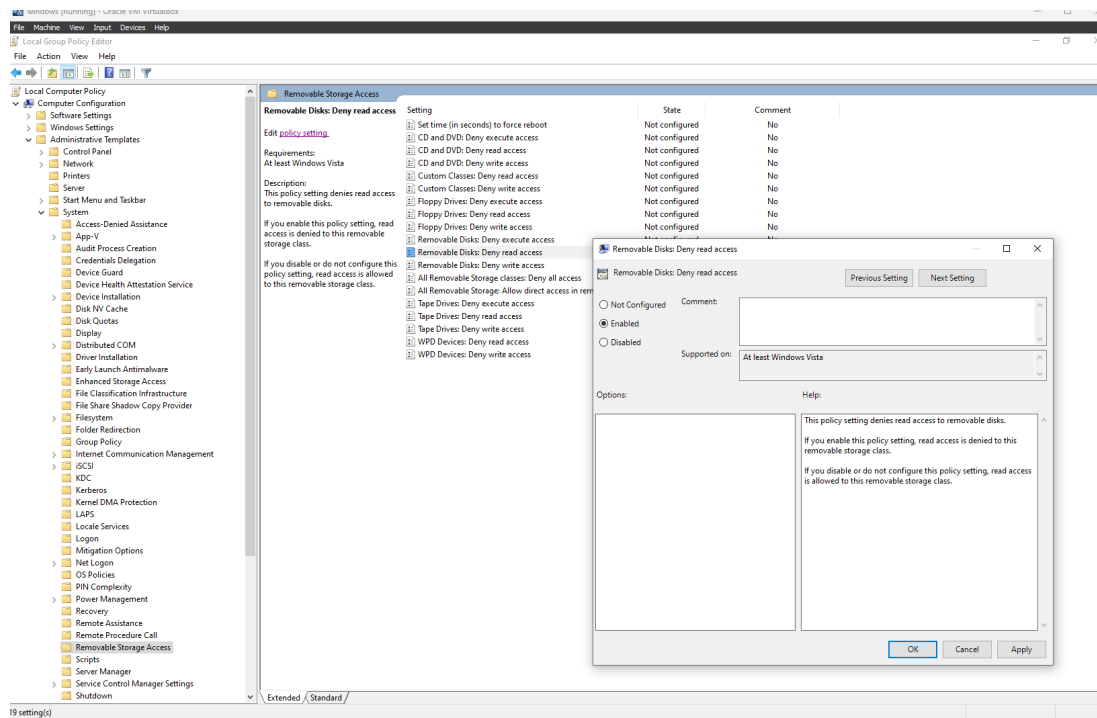 windows [Running] - Oracle VM VirtualBox
File Machine View Input Devices Help
Local Group Policy Editor
File Action View Help
Local Computer Policy
Computer Configuration
Software Settings
Windows Settings
Administrative Templates
Control Panel
Network
Printers
Server
Start Menu and Taskbar
System
Access-Denied Assistance
App-V
Audit Process Creation
Credentials Delegation
Device Guard
Device Health Attestation Service
Device Installation
Disk NV Cache
Disk Quotas
Display
Distributed COM
Driver Installation
Early Launch Antimalware
Enhanced Storage Access
File Classification Infrastructure
File Share Shadow Copy Provider
Filesystem
Folder Redirection
Group Policy
Internet Communication Management
iSCSI
KDC
Kerberos
Kernel DMA Protection
LAPS
Locale Services
Logon
Mitigation Options
Net Logon
OS Policies
PIN Complexity
Power Management
Recovery
Remote Assistance
Remote Procedure Call
Removable Storage Access
Scripts
Server Manager
Service Control Manager Settings
Shutdown
Removable Storage Access
Removable Disks: Deny read access
Edit policy setting
Requirements:
At least Windows Vista
Description:
This policy setting denies read access
to removable disks.
If you enable this policy setting, read
access is denied to this removable
storage class.
If you disable or do not configure this
policy setting, read access is allowed
to this removable storage class.
Setting State Comment
Set time (in seconds) to force reboot Not configured No
CD and DVD: Deny execute access Not configured No
CD and DVD: Deny read access Not configured No
CD and DVD: Deny write access Not configured No
Custom Classes: Deny read access Not configured No
Custom Classes: Deny write access Not configured No
Floppy Drives: Deny execute access Not configured No
Floppy Drives: Deny read access Not configured No
Floppy Drives: Deny write access Not configured No
Removable Disks: Deny execute access Not configured No
Removable Disks: Deny read access
Removable Disks: Deny write access
All Removable Storage classes: Deny all access
All Removable Storage: Allow direct access in rem
Tape Drives: Deny execute access
Tape Drives: Deny read access
Tape Drives: Deny write access
WPD Devices: Deny read access
WPD Devices: Deny write access
Extended Standard
19 setting(s)
Removable Disks: Deny read access
Removable Disks: Deny read access
Previous Setting Next Setting
Not Configured Comment:
Enabled
Disabled
Supported on: At least Windows Vista
Options: Help:
This policy setting denies read access to removable disks.
If you enable this policy setting, read access is denied to this
removable storage class.
If you disable or do not configure this policy setting, read access
is allowed to this removable storage class.
OK Cancel Apply